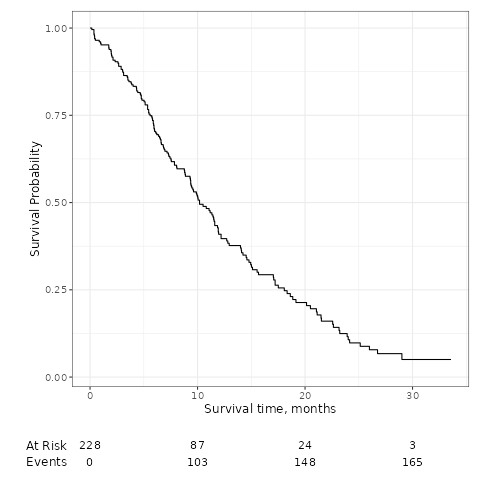 1.00
0.75
0.50
0.25
0.00
Survival Probability
0 10 20 30
Survival time, months
At Risk 228 87 24 3
Events 0 103 148 165